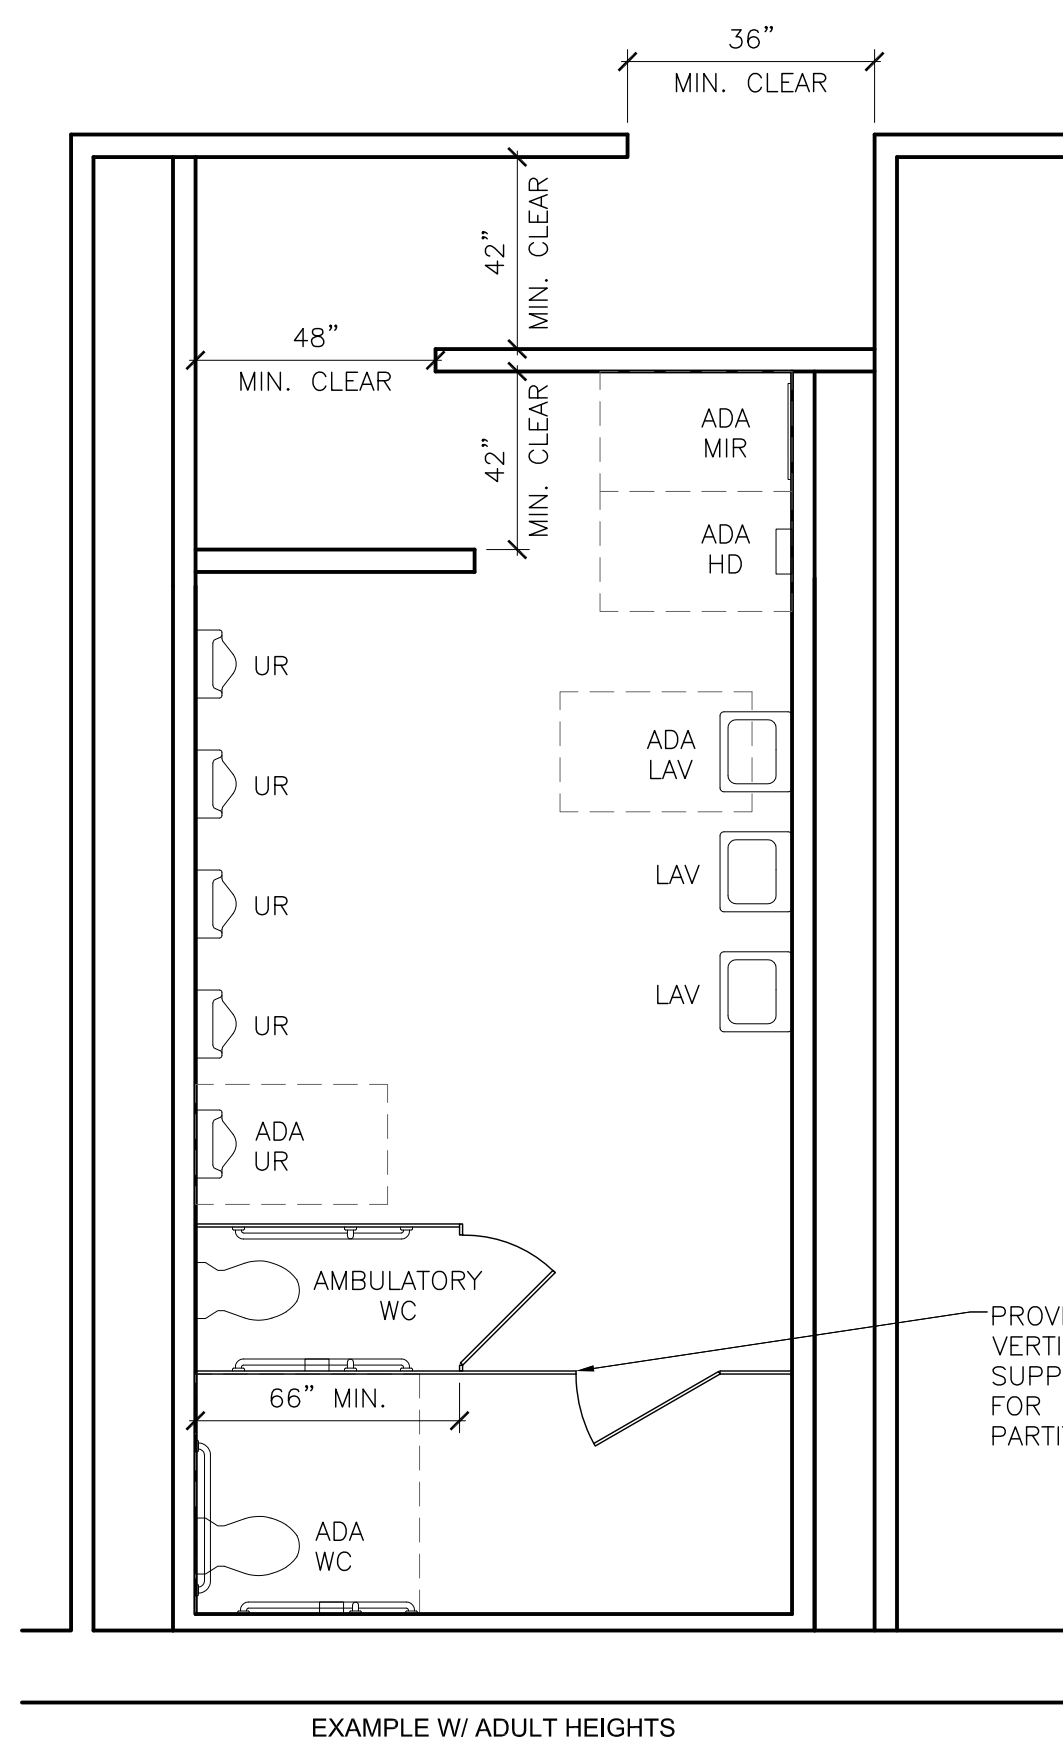 36”
MIN. CLEAR
42”
MIN. CLEAR
48”
MIN. CLEAR
42”
MIN. CLEAR
ADA
MIR
ADA
HD
UR
ADA
LAV
UR
LAV
UR
LAV
UR
ADA
UR
AMBULATORY
WC
FOR
66” MIN.
ADA
WC
EXAMPLE W/ ADULT HEIGHTS